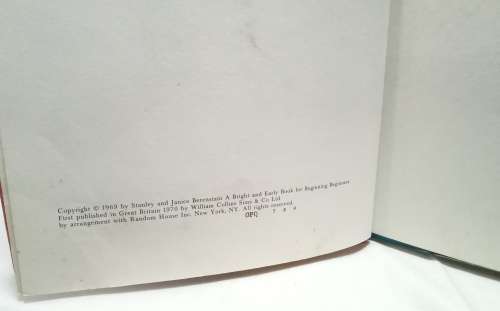 Copyright © 1969 by Stanley and Janice Berenstain A Bright and Early Book for Beginning Beginners
First published in Great Britain 1970 by William Collins Sons & Co Ltd
by arrangement with Random House Inc. New York, NY. All rights reserved.
OPQ 7 8 9